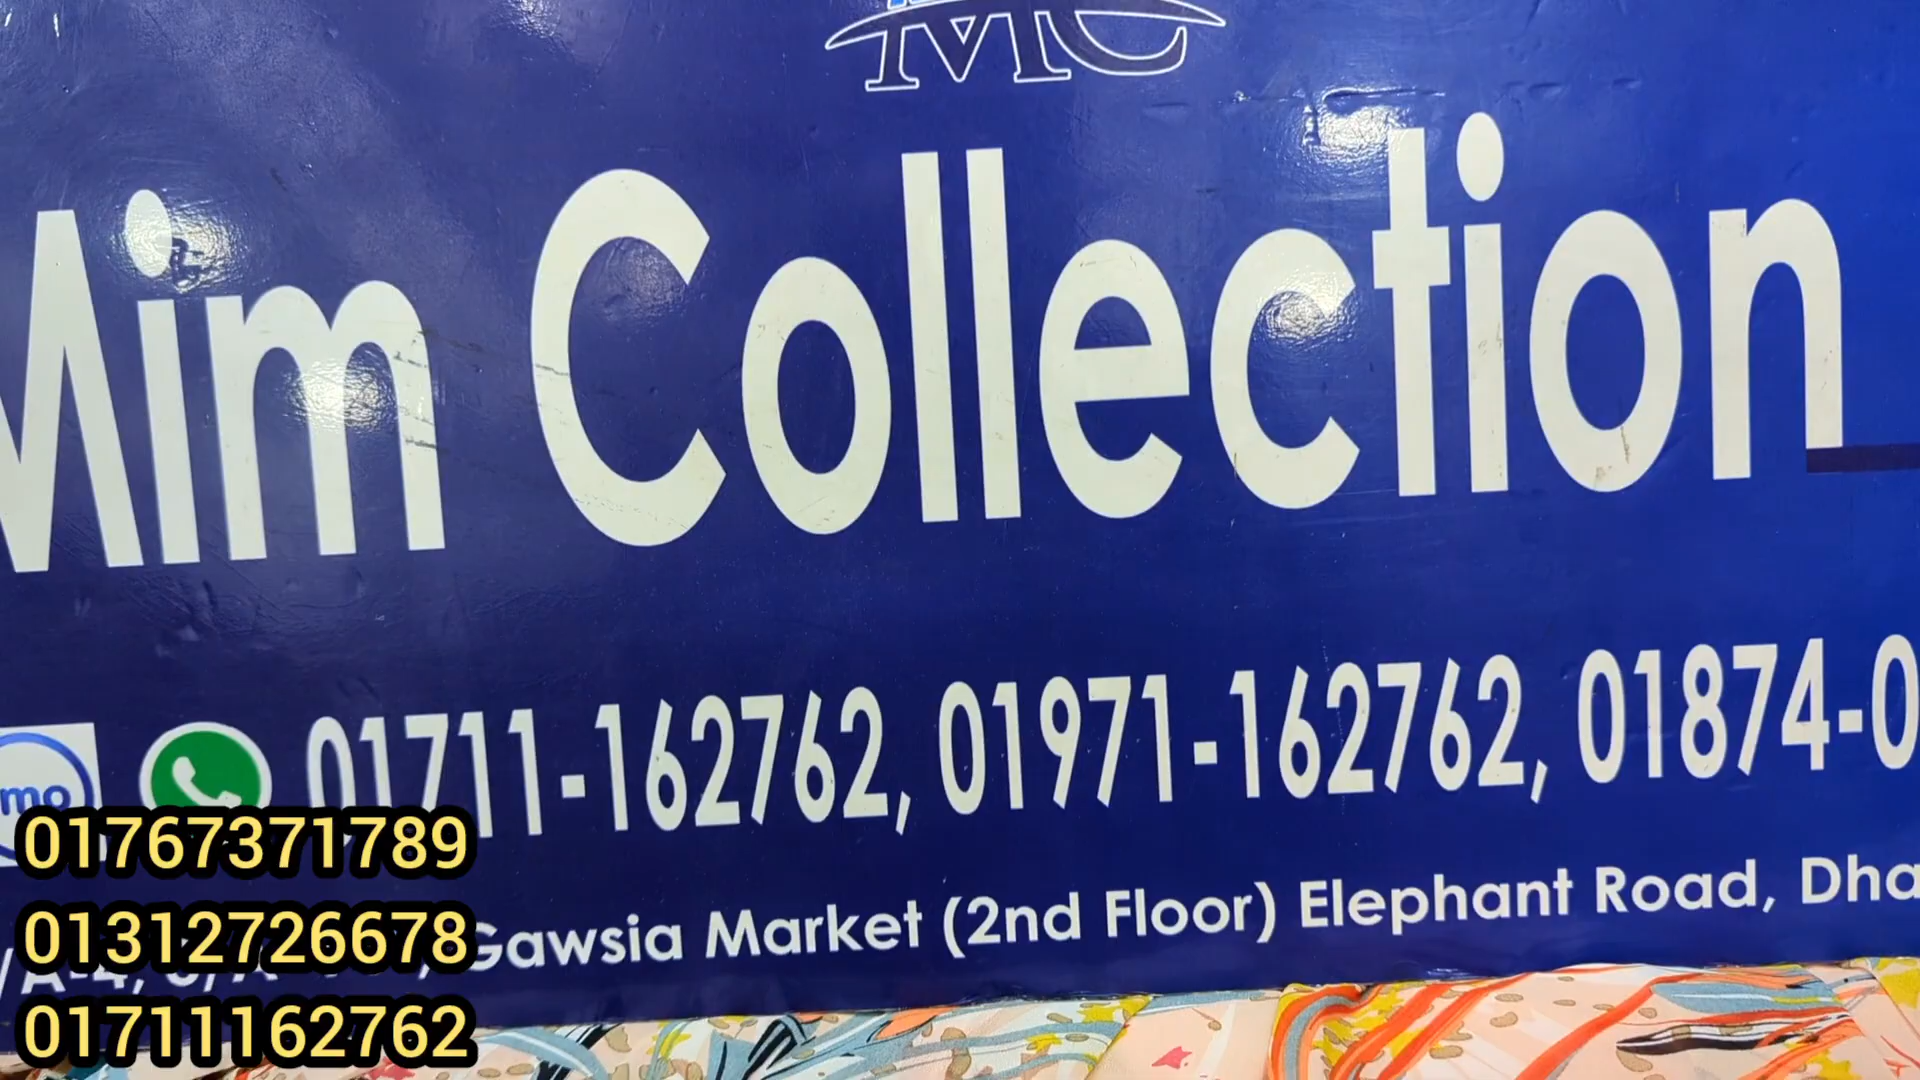 MC
Mim Collection
mo 01711-162762, 01971-162762, 01874-0
Gawsia Market (2nd Floor) Elephant Road, Dha
01767371789
01312726678
01711162762